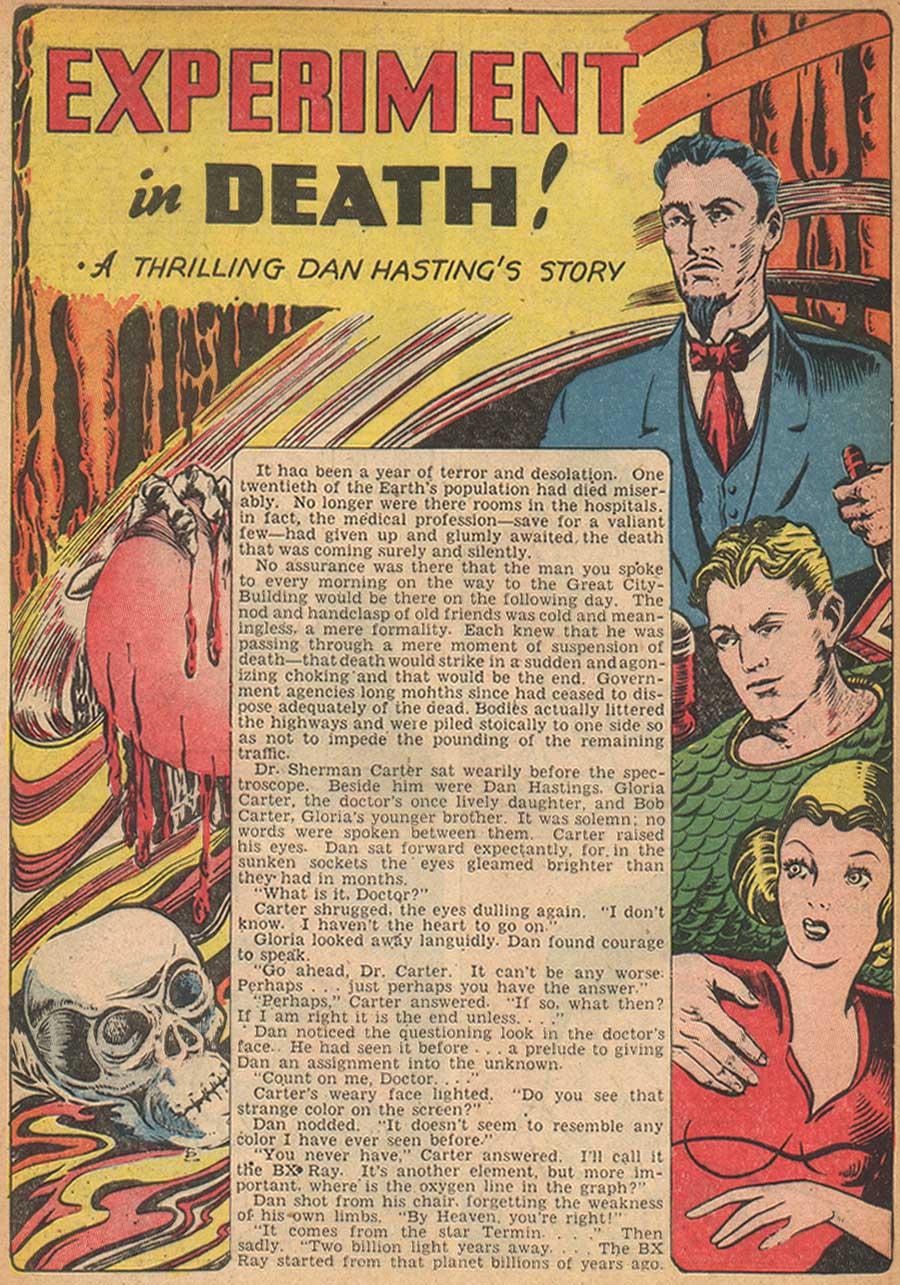 EXPERIMENT
in DEATH!
• A THRILLING DAN HASTING'S STORY
It had been a year of terror and desolation. One
twentieth of the Earth's population had died miser-
ably. No longer were there rooms in the hospitals,
in fact, the medical profession—save for a valiant
few—had given up and glumly awaited the death
that was coming surely and silently.
No assurance was there that the man you spoke
to every morning on the way to the Great City-
Building would be there on the following day. The
nod and handclasp of old friends was cold and mean-
ingless, a mere formality. Each knew that he was
passing through a mere moment of suspension of
death—that death would strike in a sudden and agon-
izing choking and that would be the end. Govern-
ment agencies long months since had ceased to dis-
pose adequately of the dead. Bodies actually littered
the highways and were piled stoically to one side so
as not to impede the pounding of the remaining
traffic.
Dr. Sherman Carter sat wearily before the spec-
troscope. Beside him were Dan Hastings. Gloria
Carter, the doctor's once lively daughter, and Bob
Carter, Gloria's younger brother. It was solemn; no
words were spoken between them. Carter raised
his eyes. Dan sat forward expectantly, for in the
sunken sockets the eyes gleamed brighter than
they had in months.
"What is it, Doctor?"
Carter shrugged, the eyes dulling again. "I don't
know. I haven't the heart to go on."
Gloria looked away languidly. Dan found courage
to speak.
"Go ahead, Dr. Carter. It can't be any worse.
Perhaps . . . just perhaps you have the answer."
"Perhaps," Carter answered. "If so, what then?
If I am right it is the end unless. . . ."
Dan noticed the questioning look in the doctor's
face. He had seen it before . . . a prelude to giving
Dan an assignment into the unknown.
"Count on me, Doctor. . . ."
Carter's weary face lighted. "Do you see that
strange color on the screen?"
Dan nodded. "It doesn't seem to resemble any
color I have ever seen before."
"You never have," Carter answered. I'll call it
the BX Ray. It's another element, but more im-
portant, where is the oxygen line in the graph?"
Dan shot from his chair, forgetting the weakness
of his own limbs. "By Heaven, you're right!"
"It comes from the star Termin. . . ." Then
sadly. "Two billion light years away. . . . The BX
Ray started from that planet billions of years ago.